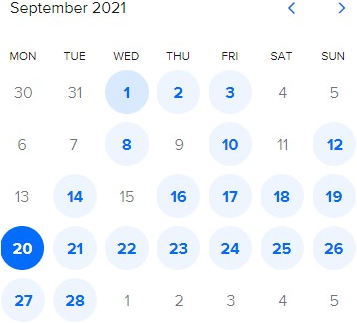 September 2021
MON TUE WED THU FRI SAT SUN
30 31 1 2 3 4 5
6 7 8 9 10 11 12
13 14 15 16 17 18 19
20 21 22 23 24 25 26
27 28 1 2 3 4 5